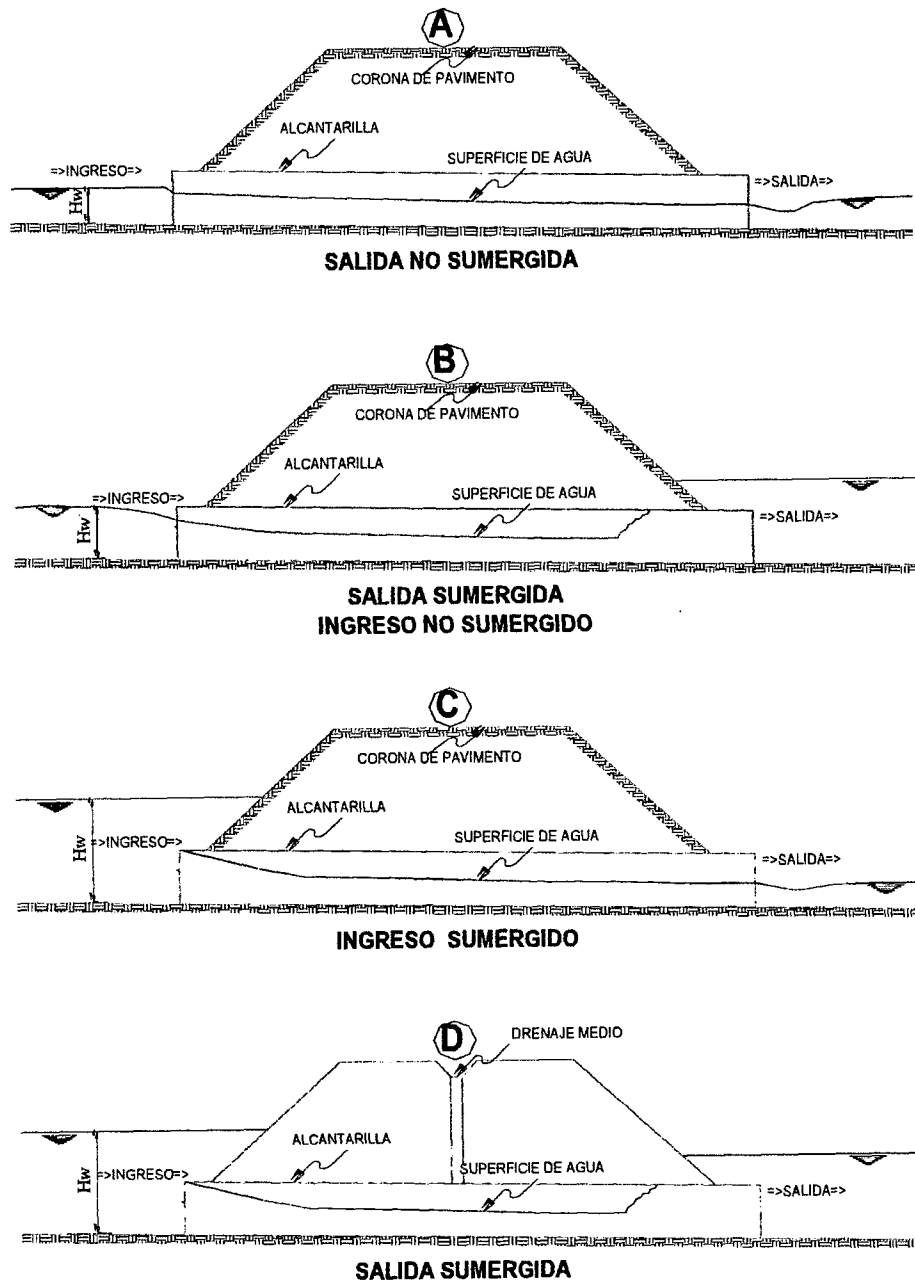 A
CORONA DE PAVIMENTO
ALCANTARILLA
SUPERFICIE DE AGUA
=>INGRESO=>
=>SALIDA=>
Hw
SALIDA NO SUMERGIDA
B
CORONA DE PAVIMENTO
ALCANTARILLA
SUPERFICIE DE AGUA
=>INGRESO=>
=>SALIDA=>
Hw
SALIDA SUMERGIDA
INGRESO NO SUMERGIDO
C
CORONA DE PAVIMENTO
ALCANTARILLA
SUPERFICIE DE AGUA
=>INGRESO=>
=>SALIDA=>
Hw
INGRESO SUMERGIDO
D
DRENAJE MEDIO
ALCANTARILLA
SUPERFICIE DE AGUA
=>INGRESO=>
=>SALIDA=>
Hw
SALIDA SUMERGIDA